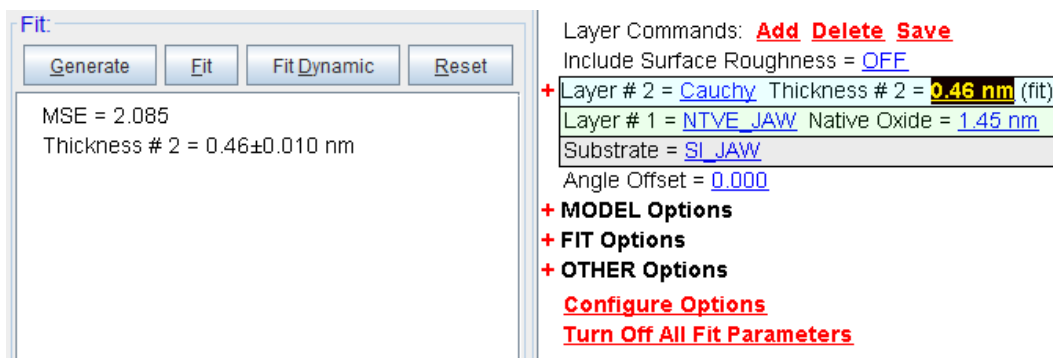 Fit:
Generate Fit Fit Dynamic Reset
MSE = 2.085
Thickness # 2 = 0.46±0.010 nm
Layer Commands: Add Delete Save
Include Surface Roughness = OFF
+ Layer # 2 = Cauchy Thickness # 2 = 0.46 nm (fit)
Layer # 1 = NTVE_JAW Native Oxide = 1.45 nm
Substrate = SI_JAW
Angle Offset = 0.000
+ MODEL Options
+ FIT Options
+ OTHER Options
Configure Options
Turn Off All Fit Parameters